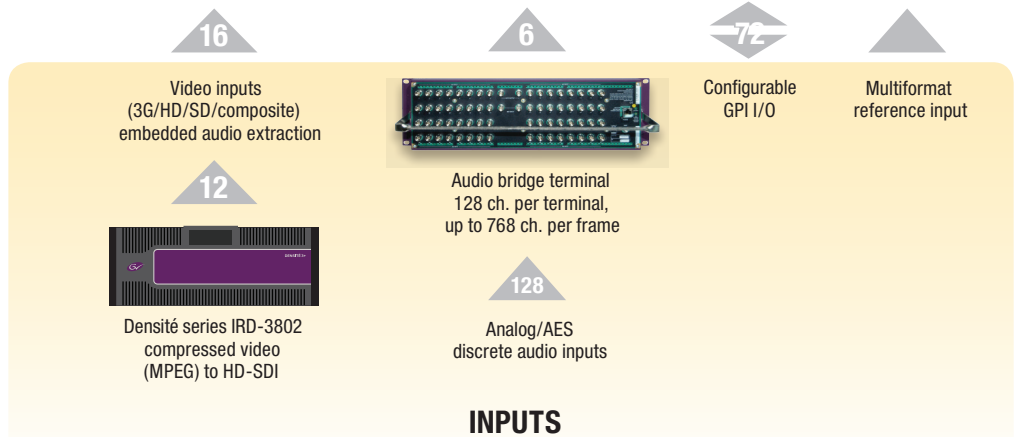 16
Video inputs
(3G/HD/SD/composite)
embedded audio extraction
12
Densité series IRD-3802
compressed video
(MPEG) to HD-SDI
6
Audio bridge terminal
128 ch. per terminal,
up to 768 ch. per frame
128
Analog/AES
discrete audio inputs
72
Configurable
GPI I/O
Multiformat
reference input
INPUTS